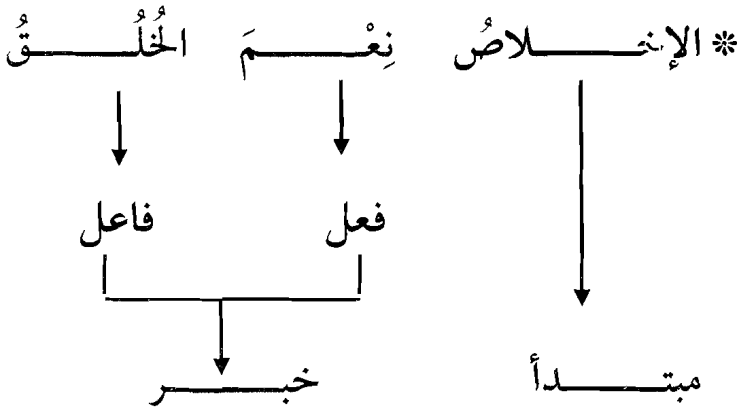 * الإخلاصُ نِعْمَ الخُلُقُ
فعل فاعل
مبتدأ خبر